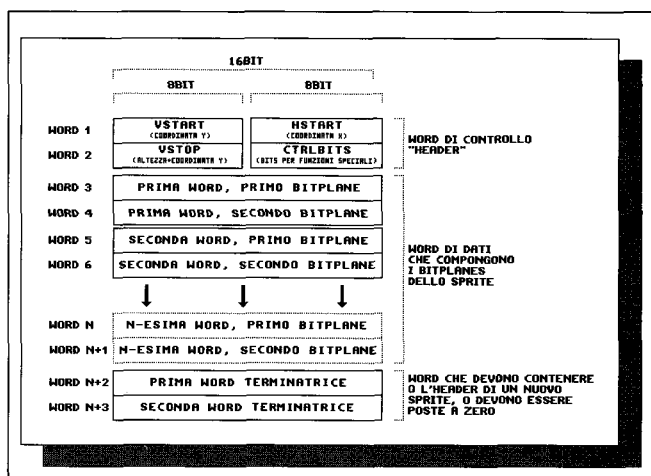 16BIT
8BIT 8BIT
WORD 1 VSTART HSTART
(COORDINATA Y) (COORDINATA X)
WORD 2 VSTOP CTRLBITS
(ALTEZZA+COORDINATA Y) (BITS PER FUNZIONI SPECIALI)
WORD DI CONTROLLO
"HEADER"
WORD 3 PRIMA WORD, PRIMO BITPLANE
WORD 4 PRIMA WORD, SECONDO BITPLANE
WORD 5 SECONDA WORD, PRIMO BITPLANE
WORD 6 SECONDA WORD, SECONDO BITPLANE
WORD DI DATI
CHE COMPONGONO
I BITPLANES
DELLO SPRITE
WORD N N-ESIMA WORD, PRIMO BITPLANE
WORD N+1 N-ESIMA WORD, SECONDO BITPLANE
WORD N+2 PRIMA WORD TERMINATRICE
WORD N+3 SECONDA WORD TERMINATRICE
WORD CHE DEVONO CONTENERE
O L'HEADER DI UN NUOVO
SPRITE, O DEVONO ESSERE
POSTE A ZERO